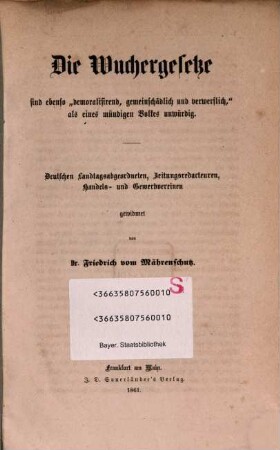 Die Wuchergesetze
sind ebenso „demoralisirend, gemeinschädlich und verwerflich,“
als eines mündigen Volkes unwürdig.
Deutschen Landtagsabgeordneten, Zeitungsredacteuren,
Handels- und Gewerbvereinen
gewidmet
von
Dr. Friedrich vom Mährenschutz.
S
<36635807560010
<36635807560010
Bayer. Staatsbibliothek
Frankfurt am Main.
J. D. Sauerländer's Verlag.
1861.